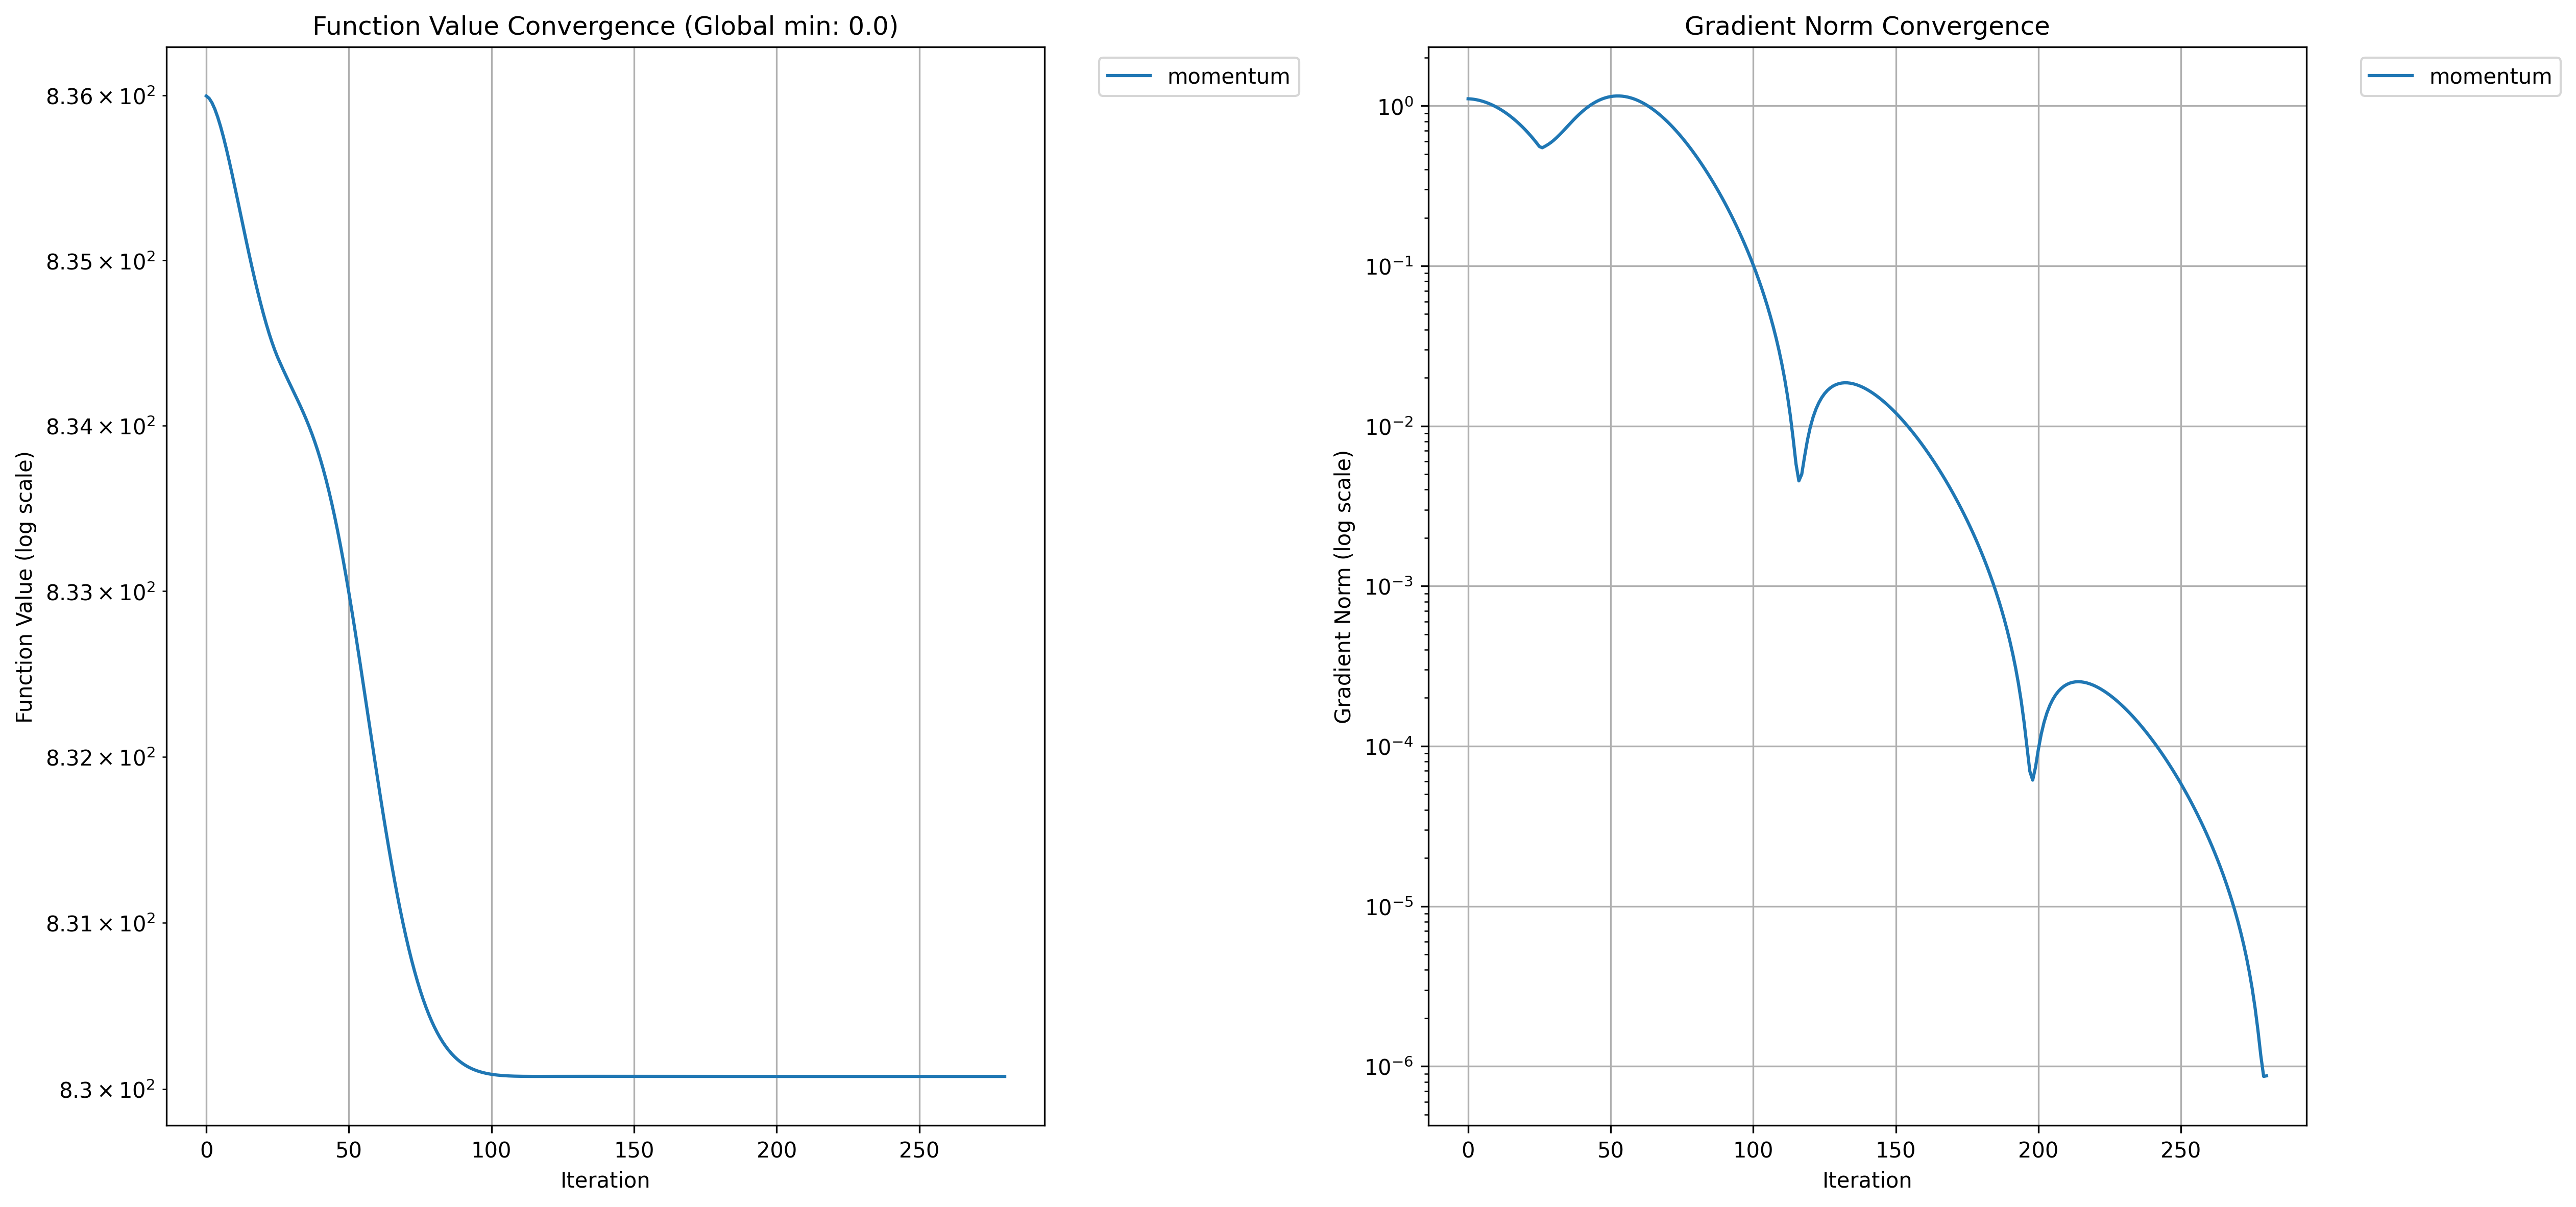 Function Value Convergence (Global min: 0.0)
momentum
Function Value (log scale)
8.36 × 10²
8.35 × 10²
8.34 × 10²
8.33 × 10²
8.32 × 10²
8.31 × 10²
8.3 × 10²
0 50 100 150 200 250
Iteration
Gradient Norm Convergence
momentum
Gradient Norm (log scale)
10⁰
10⁻¹
10⁻²
10⁻³
10⁻⁴
10⁻⁵
10⁻⁶
0 50 100 150 200 250
Iteration